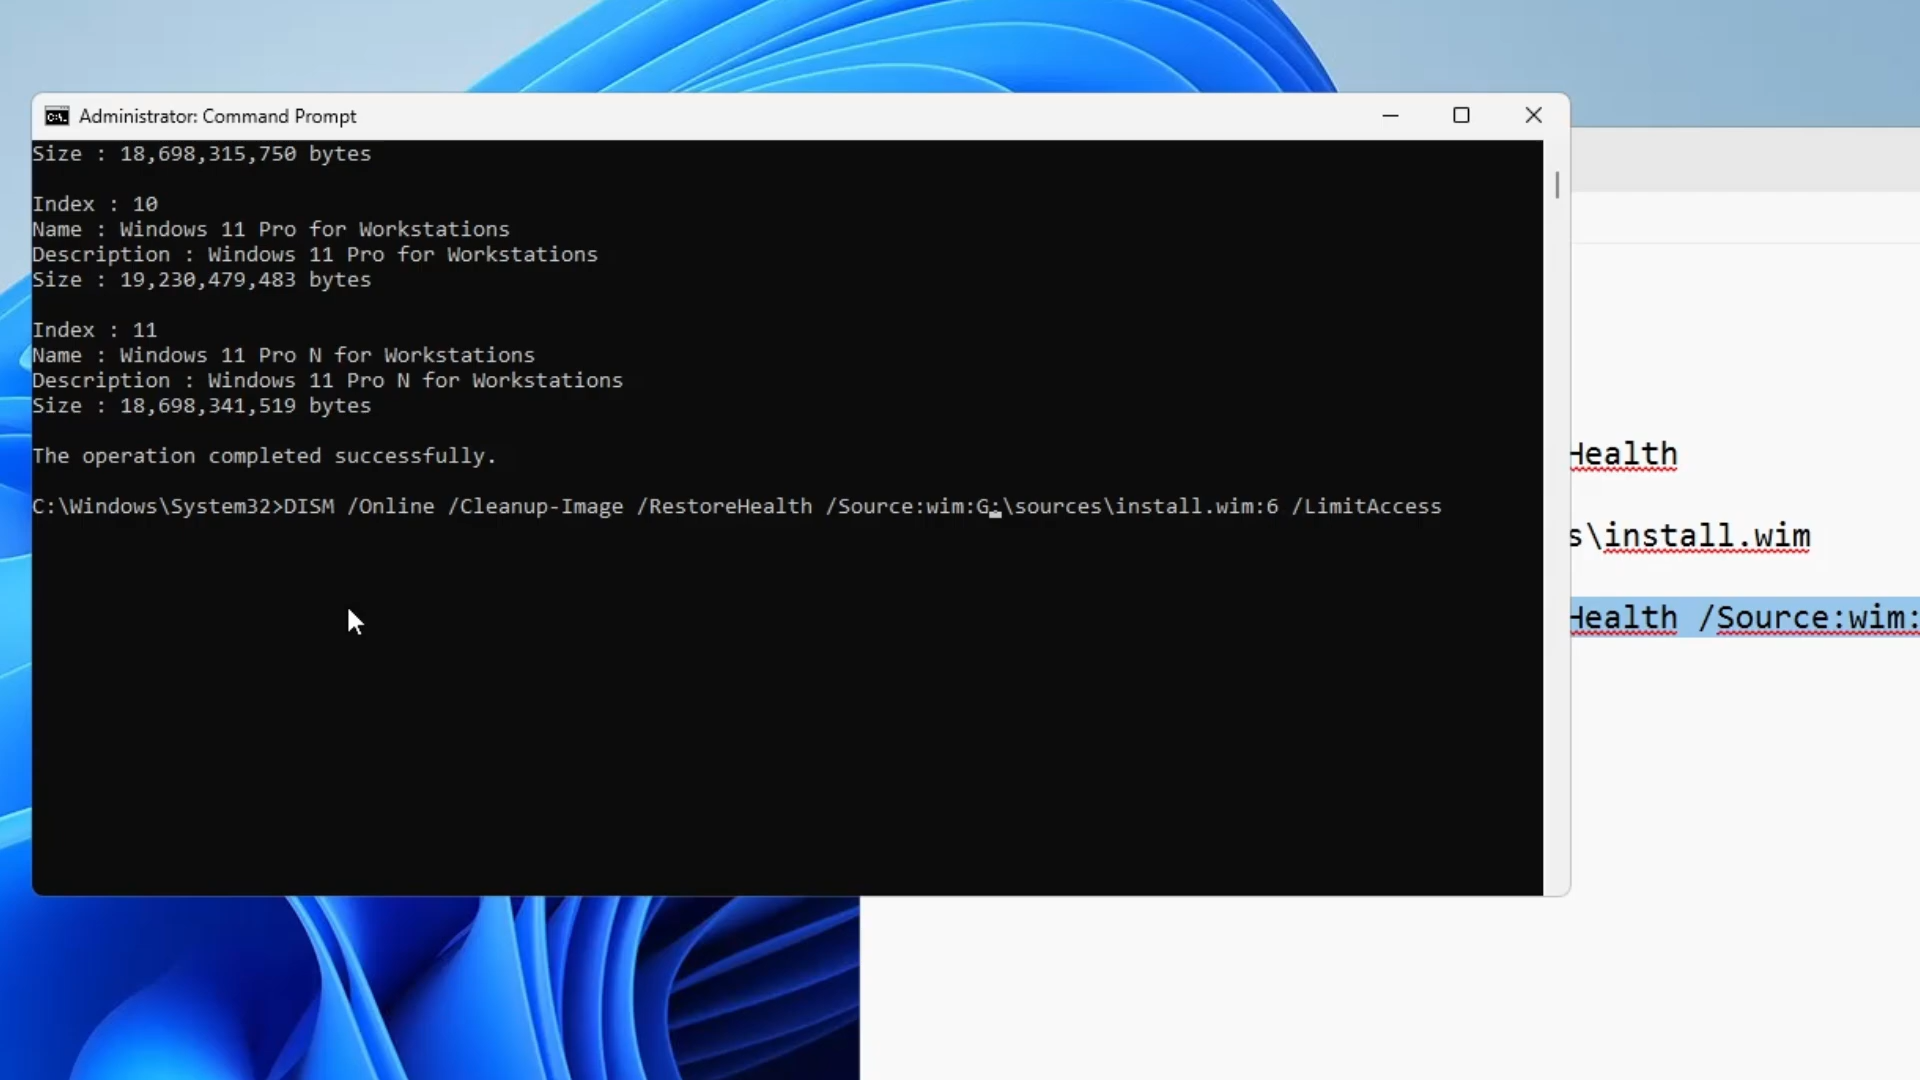 Administrator: Command Prompt
Size : 18,698,315,750 bytes
Index : 10
Name : Windows 11 Pro for Workstations
Description : Windows 11 Pro for Workstations
Size : 19,230,479,483 bytes
Index : 11
Name : Windows 11 Pro N for Workstations
Description : Windows 11 Pro N for Workstations
Size : 18,698,341,519 bytes
The operation completed successfully.
C:\Windows\System32>DISM /Online /Cleanup-Image /RestoreHealth /Source:wim:G:\sources\install.wim:6 /LimitAccess
Health
s\install.wim
Health /Source:wim: